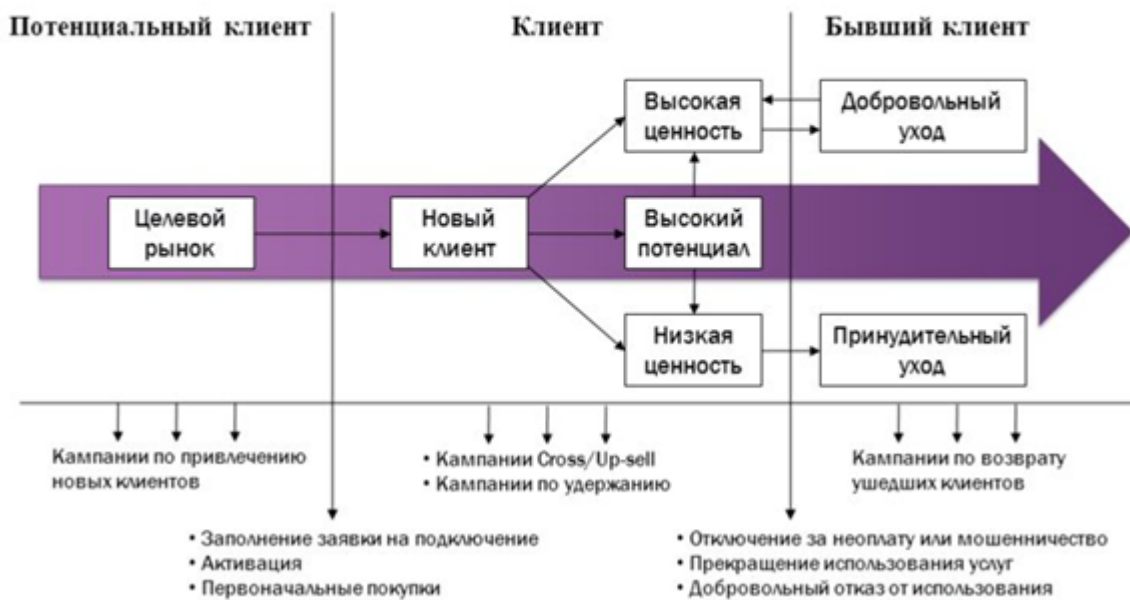 Потенциальный клиент
Клиент
Бывший клиент
Высокая
ценность
Добровольный
уход
Целевой
рынок
Новый
клиент
Высокий
потенциал
Низкая
ценность
Принудительный
уход
Кампании по привлечению
новых клиентов
• Кампании Cross/Up-sell
• Кампании по удержанию
Кампании по возврату
ушедших клиентов
• Заполнение заявки на подключение
• Активация
• Первоначальные покупки
• Отключение за неоплату или мошенничество
• Прекращение использования услуг
• Добровольный отказ от использования